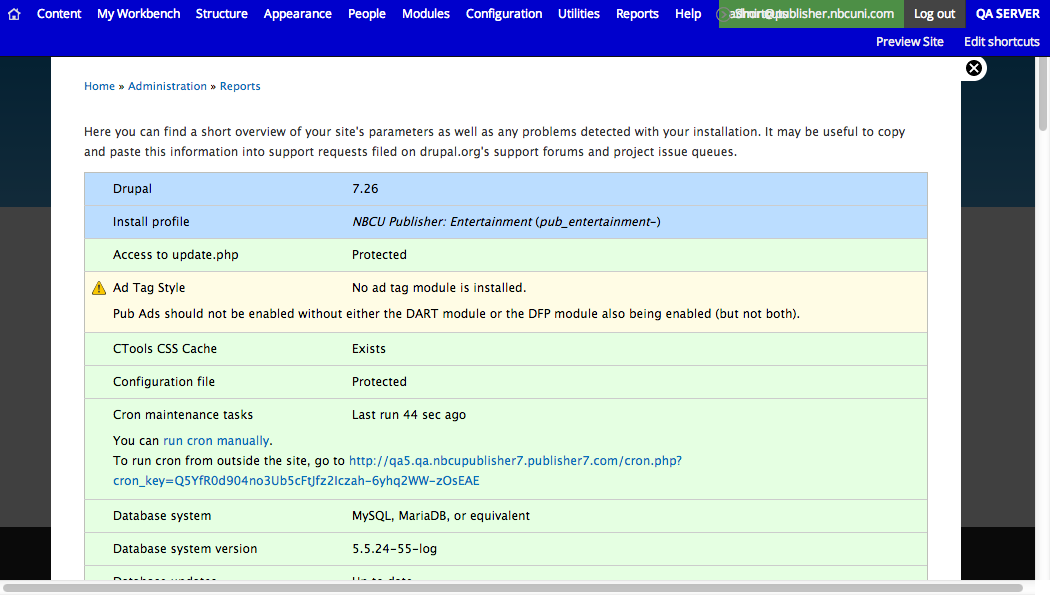 Content My Workbench Structure Appearance People Modules Configuration Utilities Reports Help Log out QA SERVER
Preview Site Edit shortcuts
Home » Administration » Reports
Here you can find a short overview of your site's parameters as well as any problems detected with your installation. It may be useful to copy
and paste this information into support requests filed on drupal.org's support forums and project issue queues.
Drupal 7.26
Install profile NBCU Publisher: Entertainment (pub_entertainment-)
Access to update.php Protected
Ad Tag Style No ad tag module is installed.
Pub Ads should not be enabled without either the DART module or the DFP module also being enabled (but not both).
CTools CSS Cache Exists
Configuration file Protected
Cron maintenance tasks Last run 44 sec ago
You can run cron manually.
To run cron from outside the site, go to http://qa5.qa.nbcupublisher7.publisher7.com/cron.php?
cron_key=Q5YfR0d904no3Ub5cFtJfz2Iczah-6yhq2WW-zOsEAE
Database system MySQL, MariaDB, or equivalent
Database system version 5.5.24-55-log
Database updates Up to date